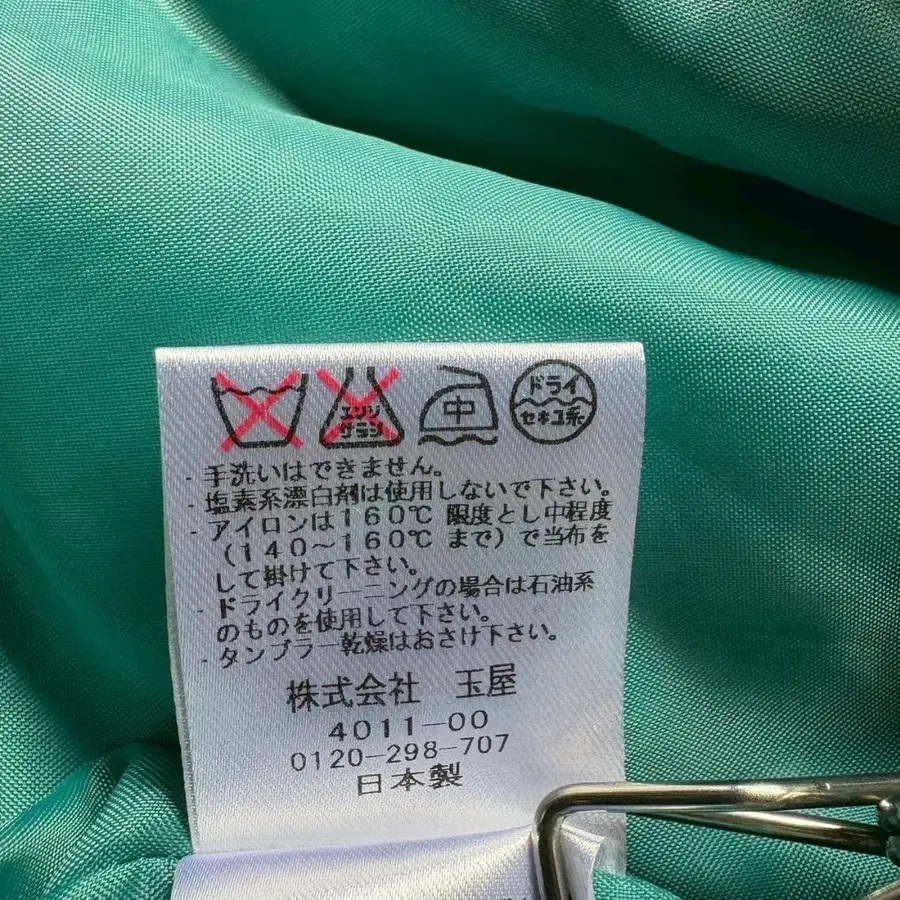 エンソ
サラシ
中
ドライ
セキユ系
・手洗いはできません。
・塩素系漂白剤は使用しないで下さい。
・アイロンは160℃ 限度とし中程度
(140〜160℃ まで)で当布を
して掛けて下さい。
・ドライクリーニングの場合は石油系
のものを使用して下さい。
・タンブラー乾燥はおさけ下さい。
株式会社 玉屋
4011-00
0120-298-707
日本製